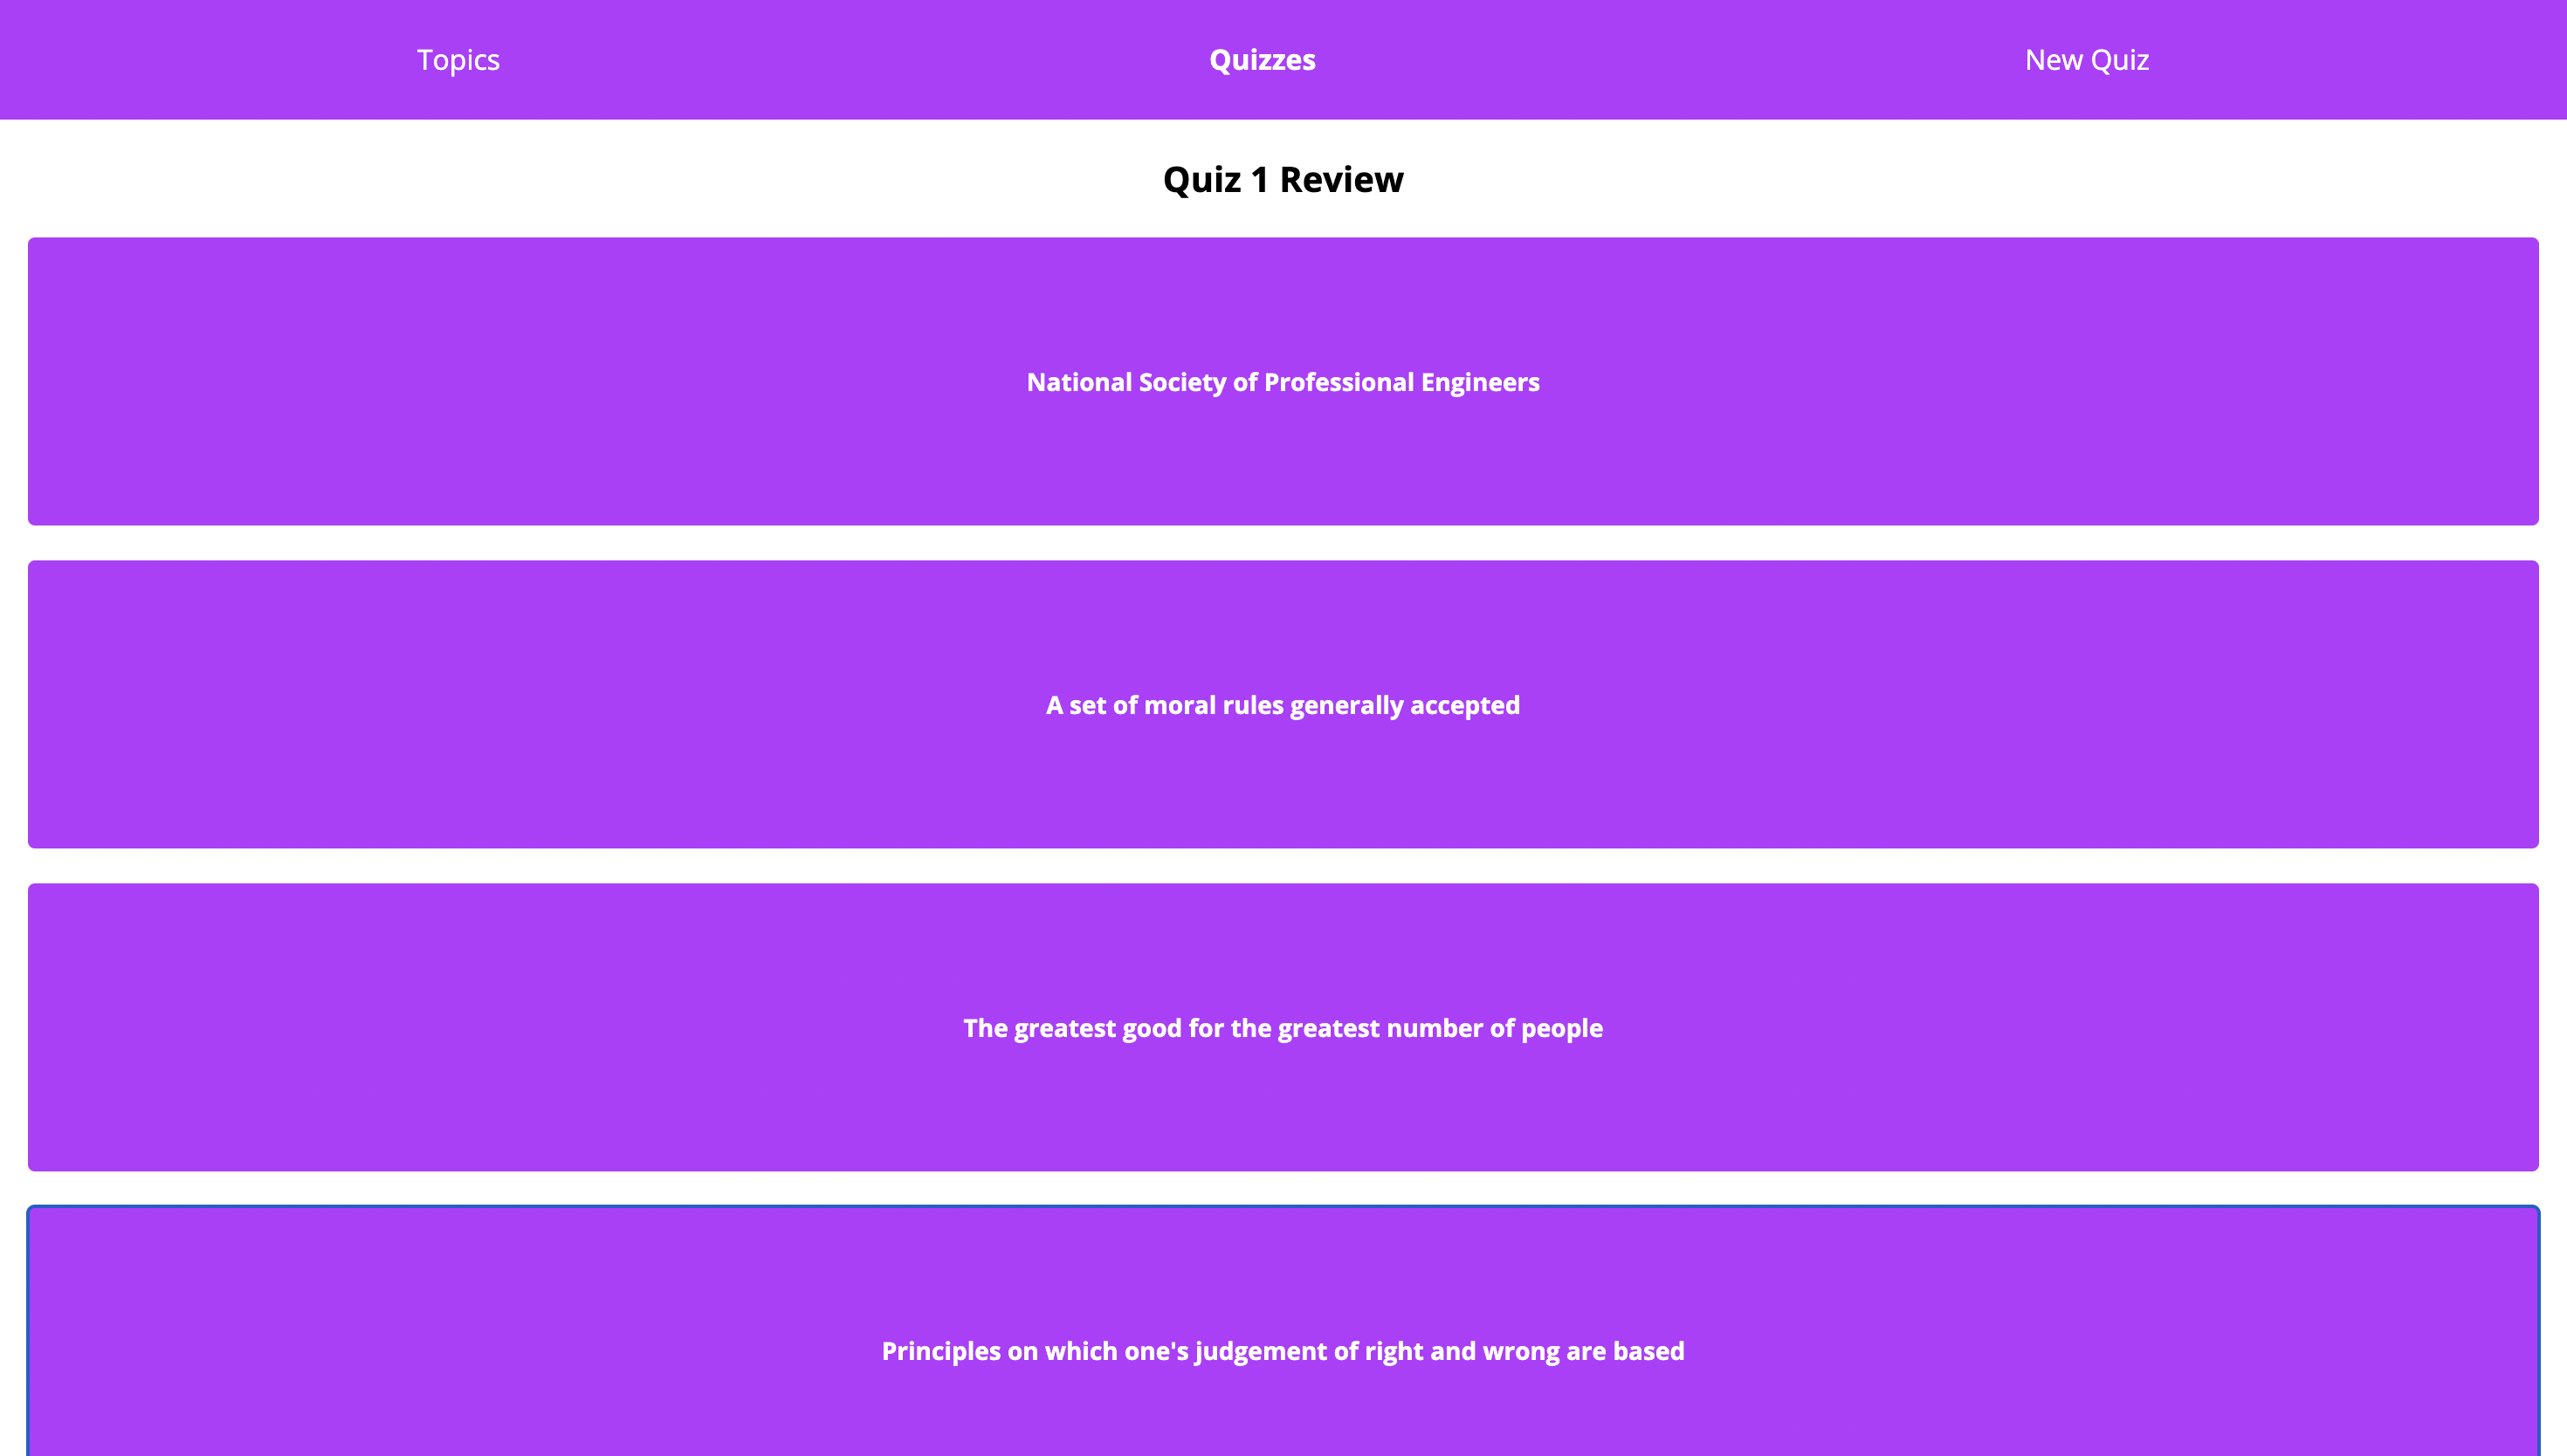 Topics
Quizzes
New Quiz
Quiz 1 Review
National Society of Professional Engineers
A set of moral rules generally accepted
The greatest good for the greatest number of people
Principles on which one's judgement of right and wrong are based